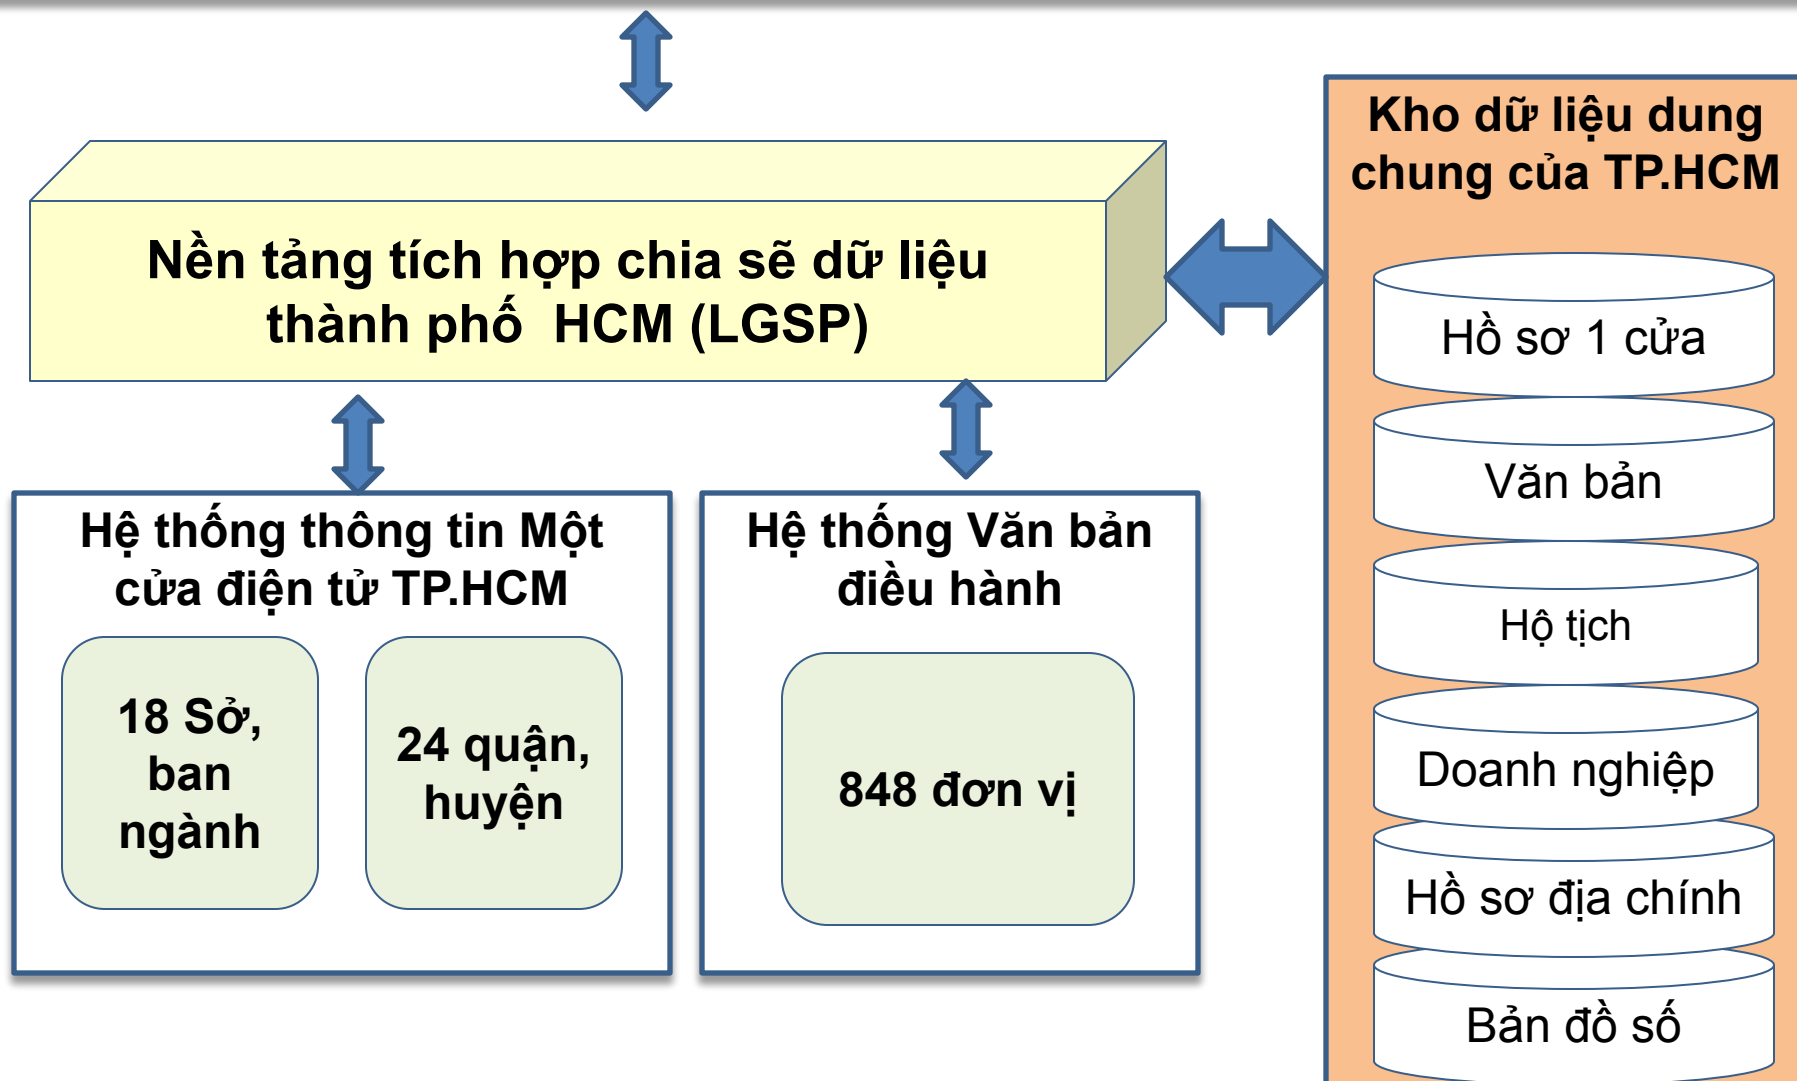 Kho dữ liệu dung
chung của TP.HCM
Nền tảng tích hợp chia sẽ dữ liệu
thành phố  HCM (LGSP)
Hồ sơ 1 cửa
Văn bản
Hộ tịch
Doanh nghiệp
Hồ sơ địa chính
Bản đồ số
Hệ thống thông tin Một
cửa điện tử TP.HCM
18 Sở,
ban
ngành
24 quận,
huyện
Hệ thống Văn bản
điều hành
848 đơn vị